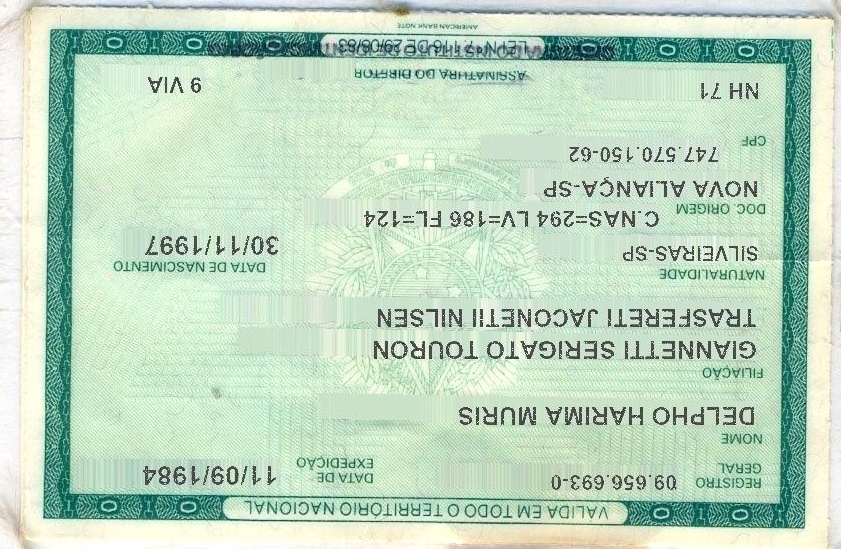 VALIDA EM TODO O TERRITÓRIO NACIONAL
REGISTRO GERAL 09.656.693-0 DATA DE EXPEDIÇÃO 11/09/1984
NOME
DELPHO HARIMA MURIS
FILIAÇÃO
GIANNETTI SERIGATO TOURON
TRASFERETI JACONETII NILSEN
NATURALIDADE DATA DE NASCIMENTO
SILVEIRAS-SP 30/11/1997
DOC. ORIGEM C.NAS=294 LV=186 FL=124
NOVA ALIANÇA-SP
CPF 747.570.150-62
NH 71 9 VIA
ASSINATURA DO DIRETOR
LEI Nº 7.116 DE 29/08/83
AMERICAN BANK NOTE